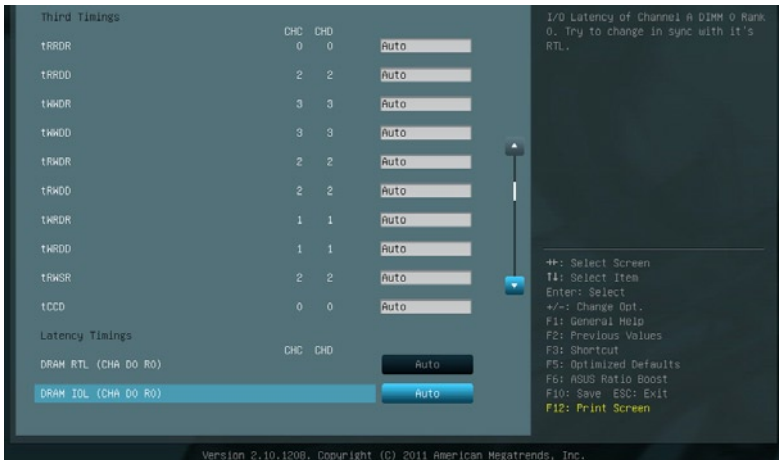 Third Timings
CHC CHD
tRRDR 0 0 Auto
tRRDD 2 2 Auto
tWWDR 3 3 Auto
tWWDD 3 3 Auto
tRWDR 2 2 Auto
tRWDD 2 2 Auto
tWRDR 1 1 Auto
tWRDD 1 1 Auto
tRWSR 2 2 Auto
tCCD 0 0 Auto
Latency Timings
CHC CHD
DRAM RTL (CHA D0 R0) Auto
DRAM IOL (CHA D0 R0) Auto
I/O Latency of Channel A DIMM 0 Rank
0. Try to change in sync with it's
RTL.
→←: Select Screen
↑↓: Select Item
Enter: Select
+/-: Change Opt.
F1: General Help
F2: Previous Values
F3: Shortcut
F5: Optimized Defaults
F6: ASUS Ratio Boost
F10: Save ESC: Exit
F12: Print Screen
Version 2.10.1208. Copyright (C) 2011 American Megatrends, Inc.